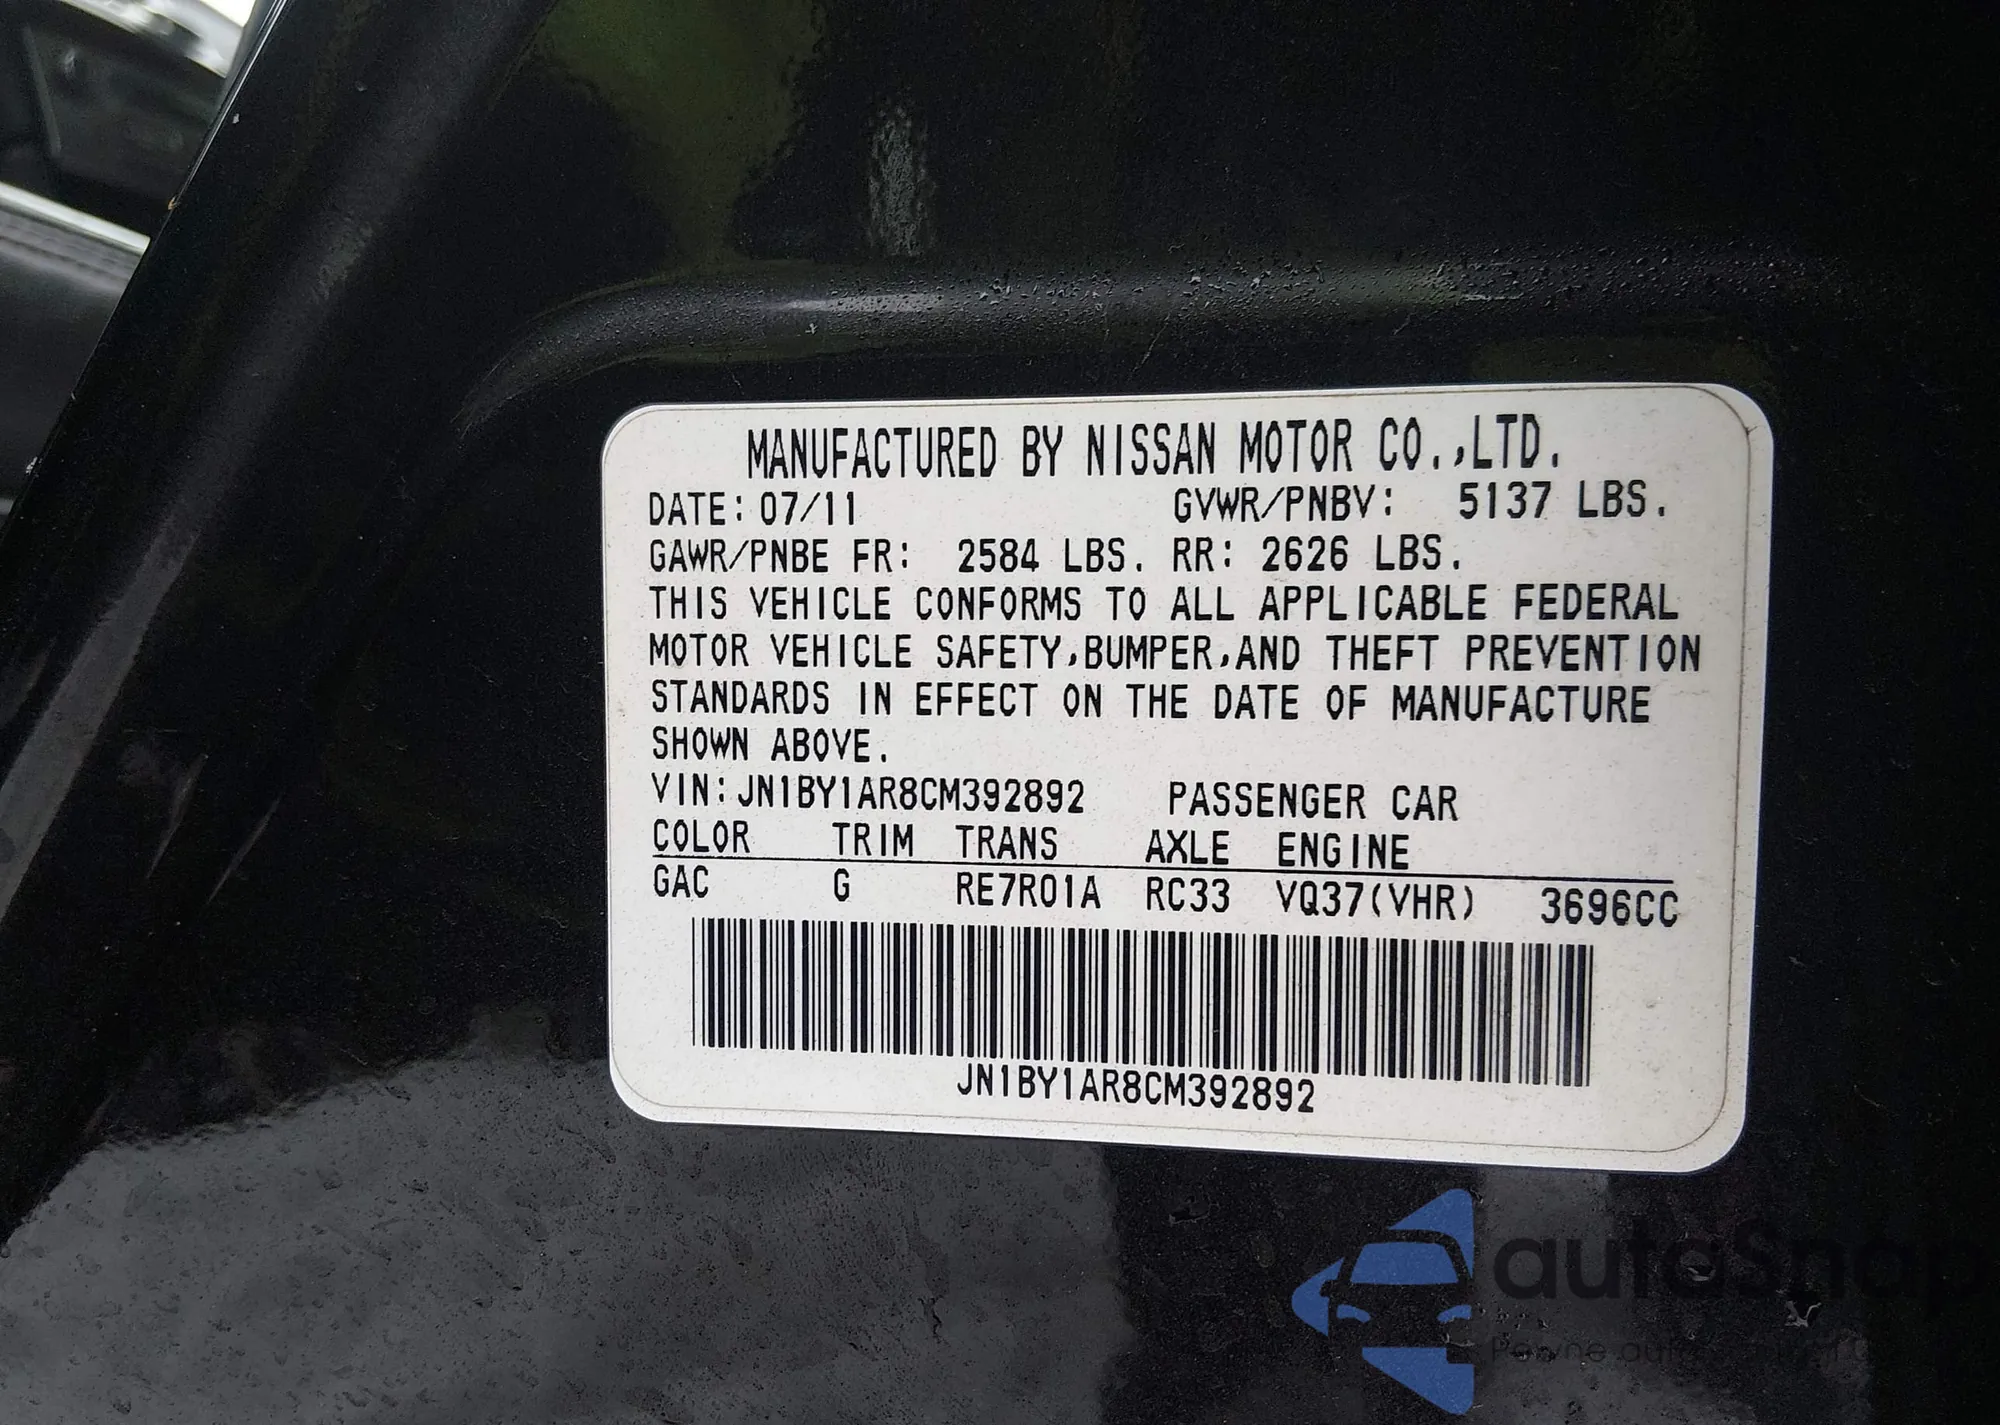 MANUFACTURED BY NISSAN MOTOR CO.,LTD.
DATE: 07/11 GVWR/PNBV: 5137 LBS.
GAWR/PNBE FR: 2584 LBS. RR: 2626 LBS.
THIS VEHICLE CONFORMS TO ALL APPLICABLE FEDERAL
MOTOR VEHICLE SAFETY,BUMPER,AND THEFT PREVENTION
STANDARDS IN EFFECT ON THE DATE OF MANUFACTURE
SHOWN ABOVE.
VIN:JN1BY1AR8CM392892 PASSENGER CAR
COLOR TRIM TRANS AXLE ENGINE
GAC G RE7R01A RC33 VQ37(VHR) 3696CC
JN1BY1AR8CM392892
autoSnap